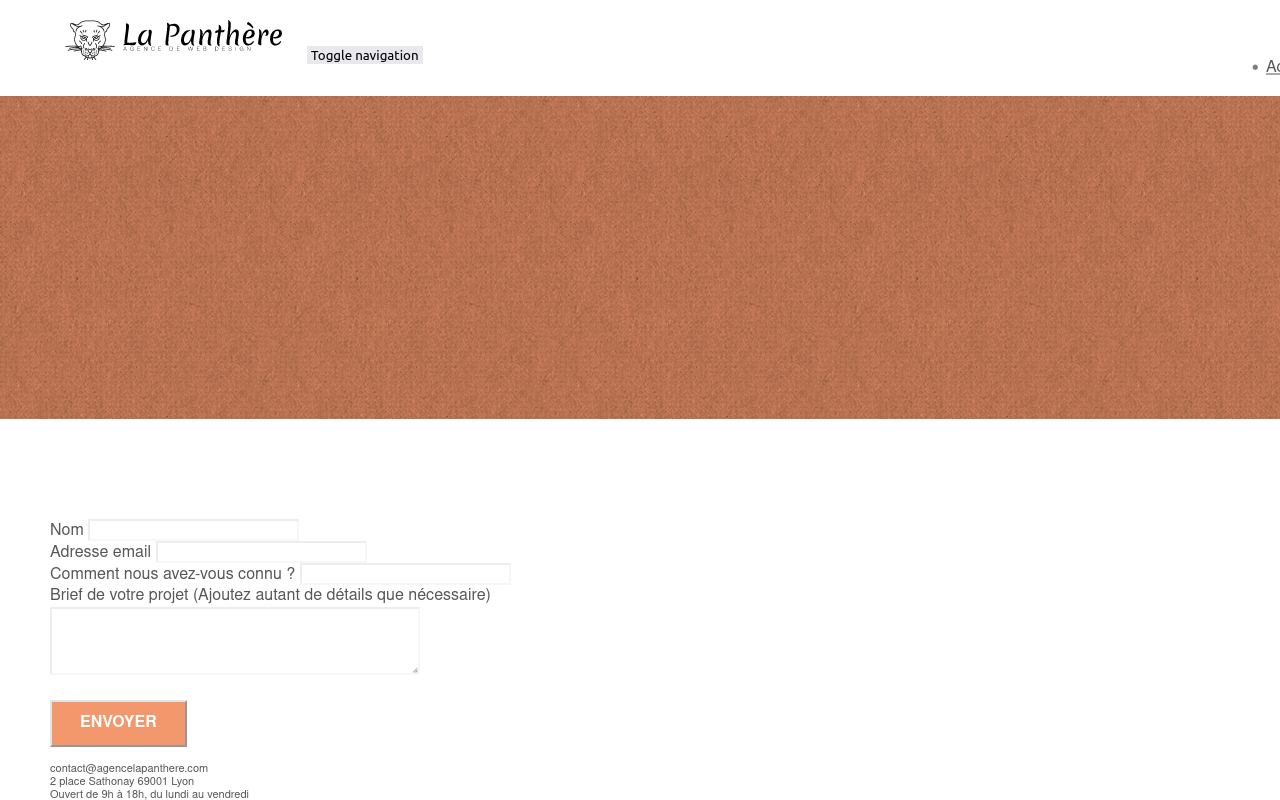 La Panthère
AGENCE DE WEB DESIGN
Toggle navigation
Nom
Adresse email
Comment nous avez-vous connu ?
Brief de votre projet (Ajoutez autant de détails que nécessaire)
ENVOYER
contact@agencelapanthere.com
2 place Sathonay 69001 Lyon
Ouvert de 9h à 18h, du lundi au vendredi